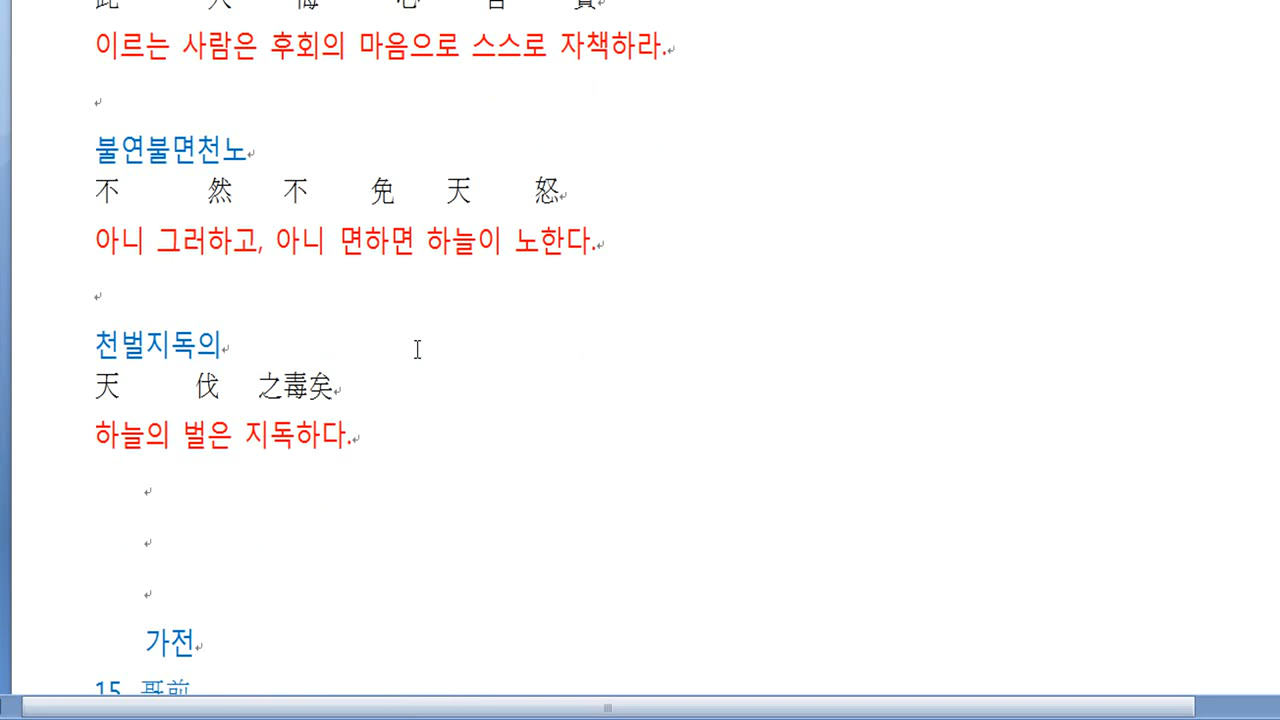 이르는 사람은 후회의 마음으로 스스로 자책하라.
불연불면천노
不 然 不 免 天 怒
아니 그러하고, 아니 면하면 하늘이 노한다.
천벌지독의
天 伐 之毒矣
하늘의 벌은 지독하다.
가전
15